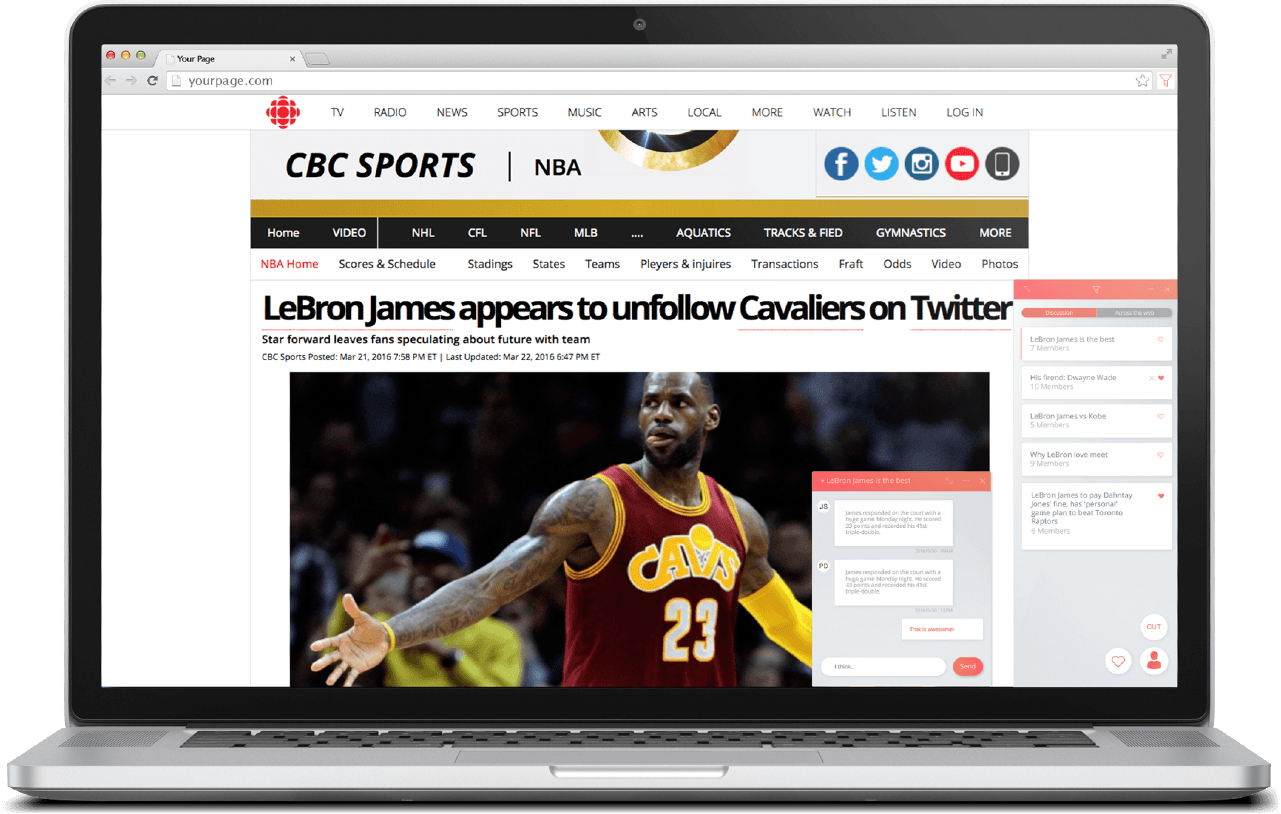 Your Page
yourpage.com
TV RADIO NEWS SPORTS MUSIC ARTS LOCAL MORE WATCH LISTEN LOG IN
CBC SPORTS | NBA
Home VIDEO NHL CFL NFL MLB .... AQUATICS TRACKS & FIED GYMNASTICS MORE
NBA Home Scores & Schedule Stadings States Teams Pleyers & injuires Transactions Fraft Odds Video Photos
LeBron James appears to unfollow Cavaliers on Twitter
Star forward leaves fans speculating about future with team
CBC Sports Posted: Mar 21, 2016 7:58 PM ET | Last Updated: Mar 22, 2016 6:47 PM ET
CAVS
23
LeBron James is the best
JS
James responded on the court with a
huge game Monday night. He scored
33 points and recorded his 41st
triple-double.
PD
James responded on the court with a
huge game Monday night. He scored
33 points and recorded his 41st
triple-double.
That is awesome!
I think..
Send
Discussion Across the web
LeBron James is the best
7 Members
His firend: Dwayne Wade
10 Members
LeBron James vs Kobe
5 Members
Why LeBron love meet
9 Members
LeBron James to pay Dahntay
Jones' fine, has 'personal'
game plan to beat Toronto
Raptors
6 Members
OUT